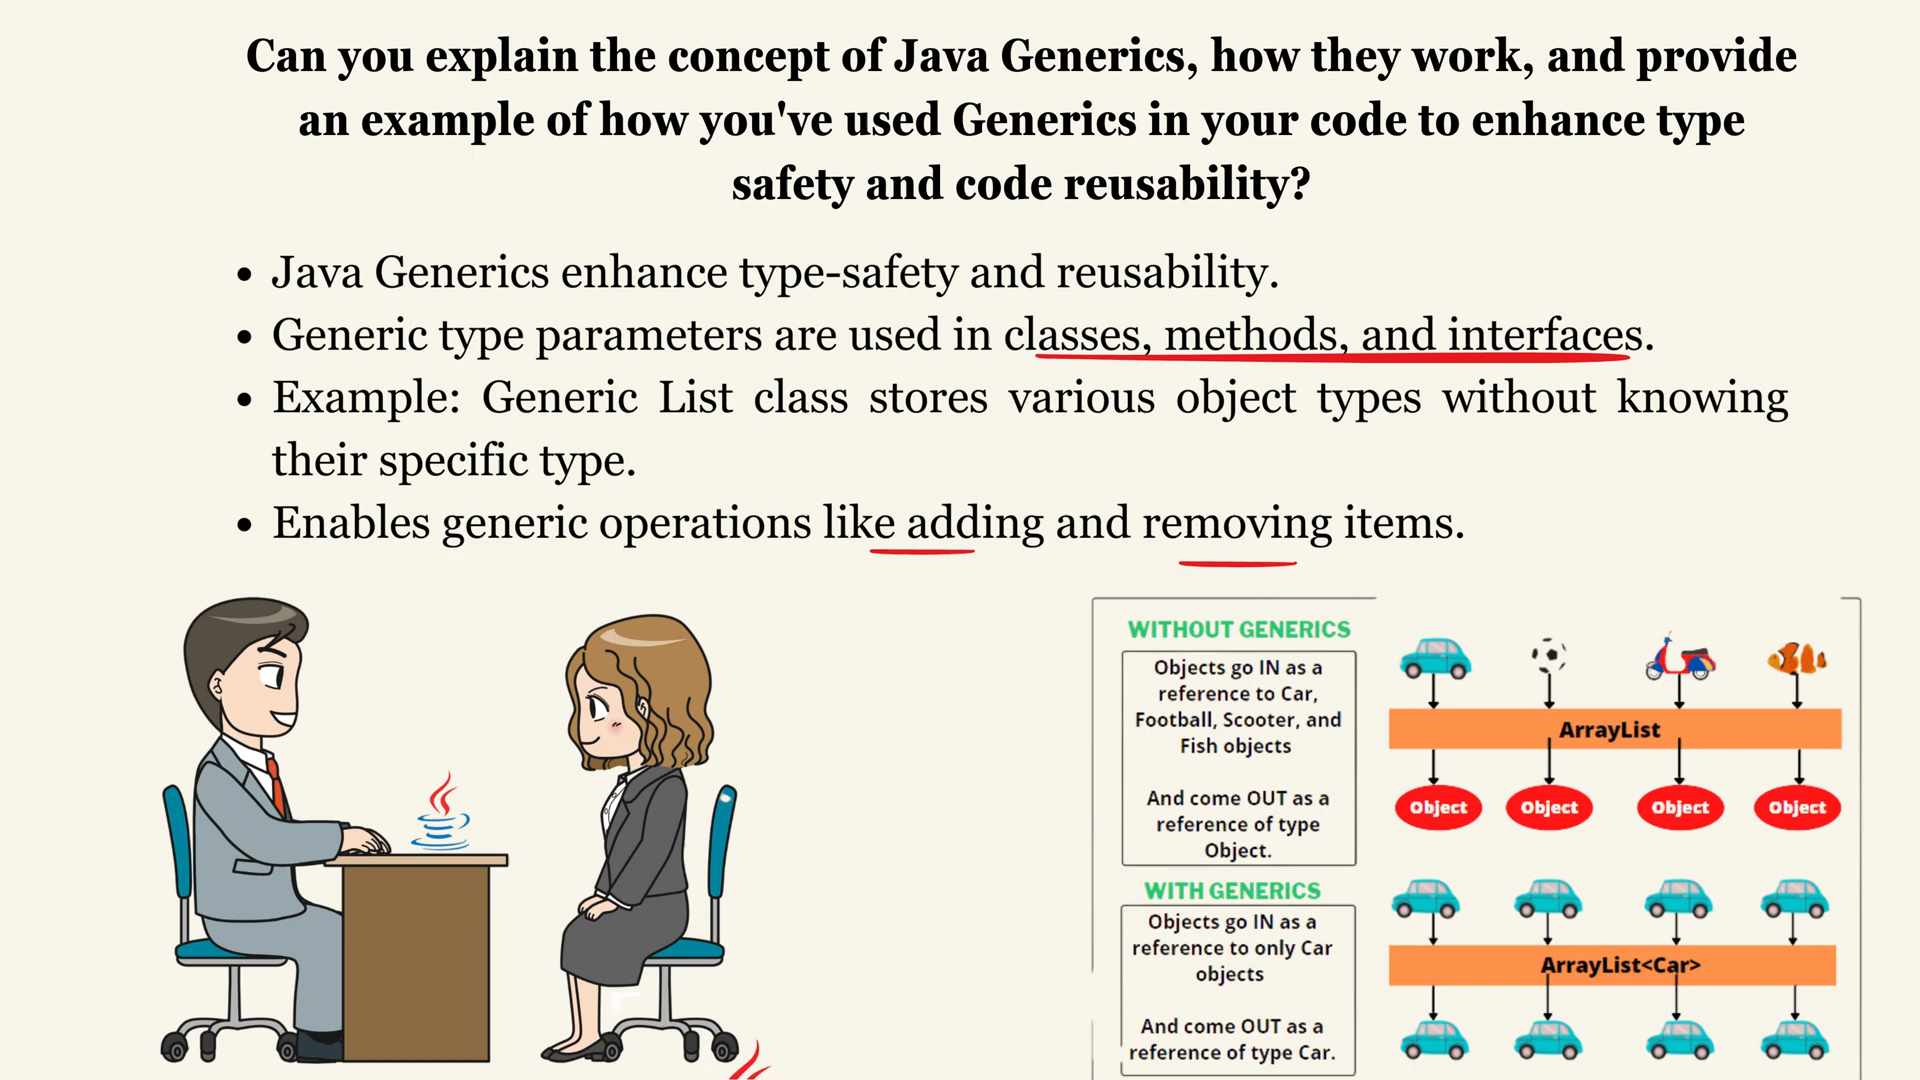 Can you explain the concept of Java Generics, how they work, and provide
an example of how you've used Generics in your code to enhance type
safety and code reusability?
• Java Generics enhance type-safety and reusability.
• Generic type parameters are used in classes, methods, and interfaces.
• Example: Generic List class stores various object types without knowing
their specific type.
• Enables generic operations like adding and removing items.
WITHOUT GENERICS
Objects go IN as a
reference to Car,
Football, Scooter, and
Fish objects
And come OUT as a
reference of type
Object.
ArrayList
Object Object Object Object
WITH GENERICS
Objects go IN as a
reference to only Car
objects
And come OUT as a
reference of type Car.
ArrayList<Car>